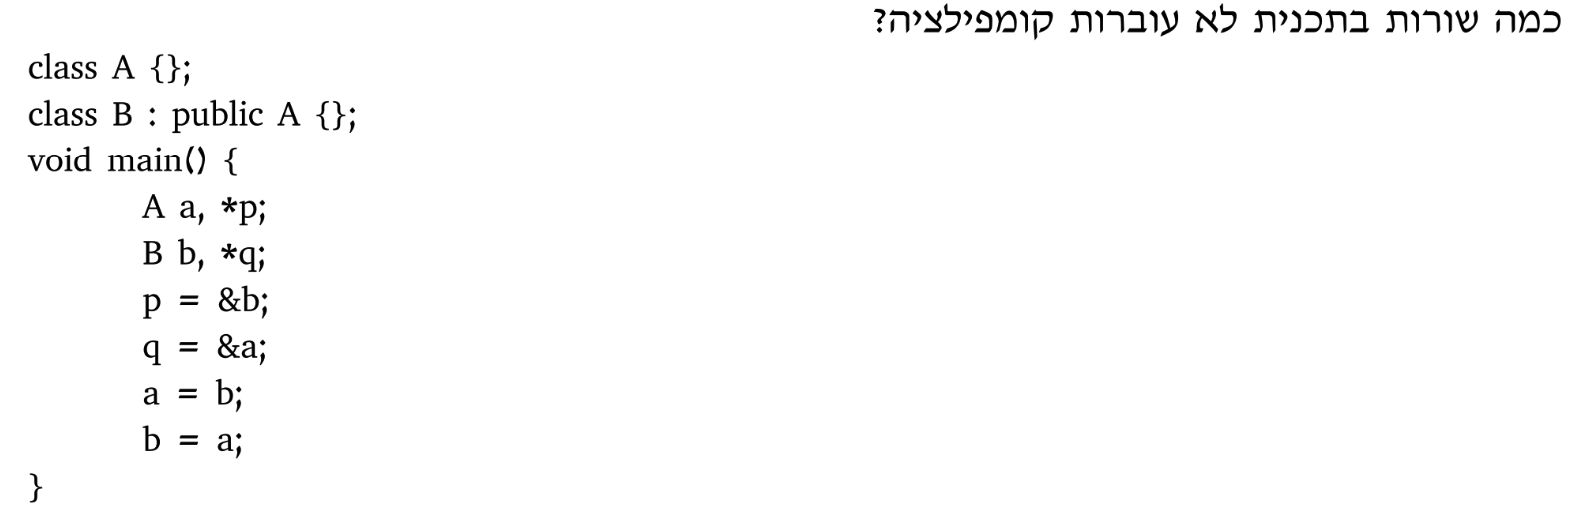 כמה שורות בתכנית לא עוברות קומפילציה?
class A {};
class B : public A {};
void main() {
A a, *p;
B b, *q;
p = &b;
q = &a;
a = b;
b = a;
}